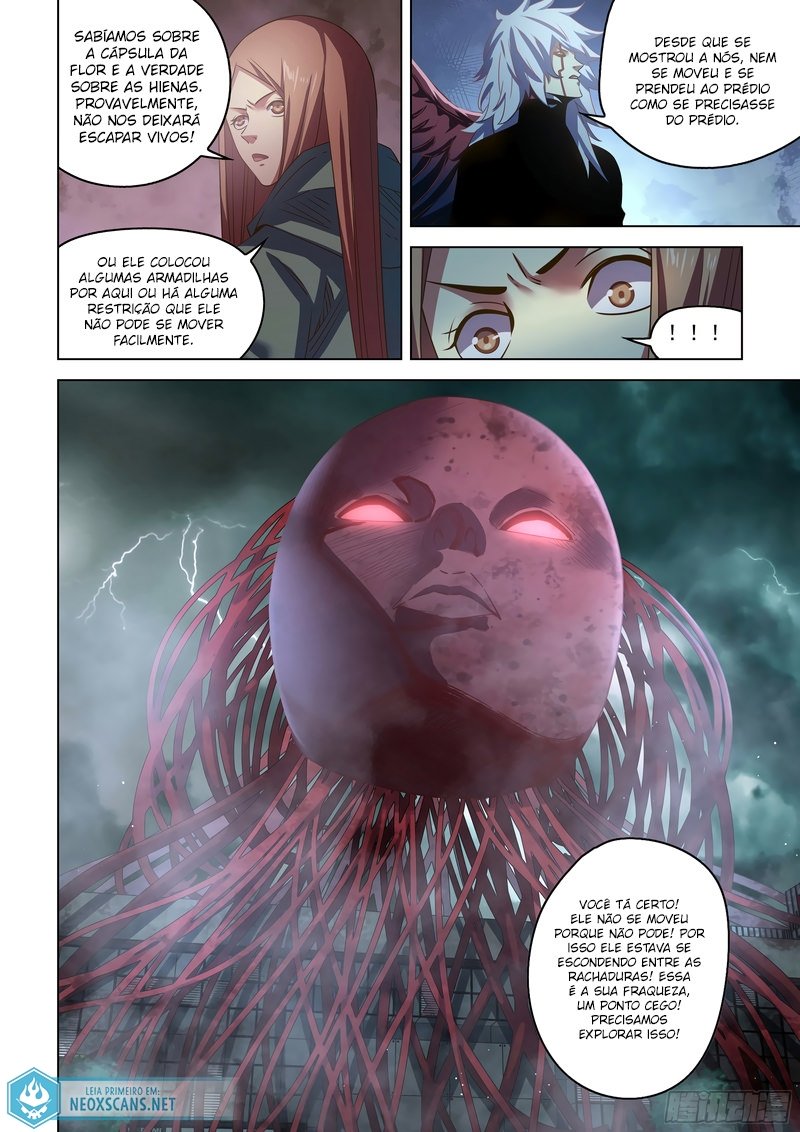 SABÍAMOS SOBRE
A CÁPSULA DA
FLOR E A VERDADE
SOBRE AS HIENAS.
PROVAVELMENTE,
NÃO NOS DEIXARÁ
ESCAPAR VIVOS!
DESDE QUE SE
MOSTROU A NÓS, NEM
SE MOVEU E SE
PRENDEU AO PRÉDIO
COMO SE PRECISASSE
DO PRÉDIO.
OU ELE COLOCOU
ALGUMAS ARMADILHAS
POR AQUI OU HÁ ALGUMA
RESTRIÇÃO QUE ELE
NÃO PODE SE MOVER
FACILMENTE.
!!!
VOCÊ TÁ CERTO!
ELE NÃO SE MOVEU
PORQUE NÃO PODE! POR
ISSO ELE ESTAVA SE
ESCONDENDO ENTRE AS
RACHADURAS! ESSA
É A SUA FRAQUEZA,
UM PONTO CEGO!
PRECISAMOS
EXPLORAR ISSO!
LEIA PRIMEIRO EM:
NEOXSCANS.NET
腾讯动漫